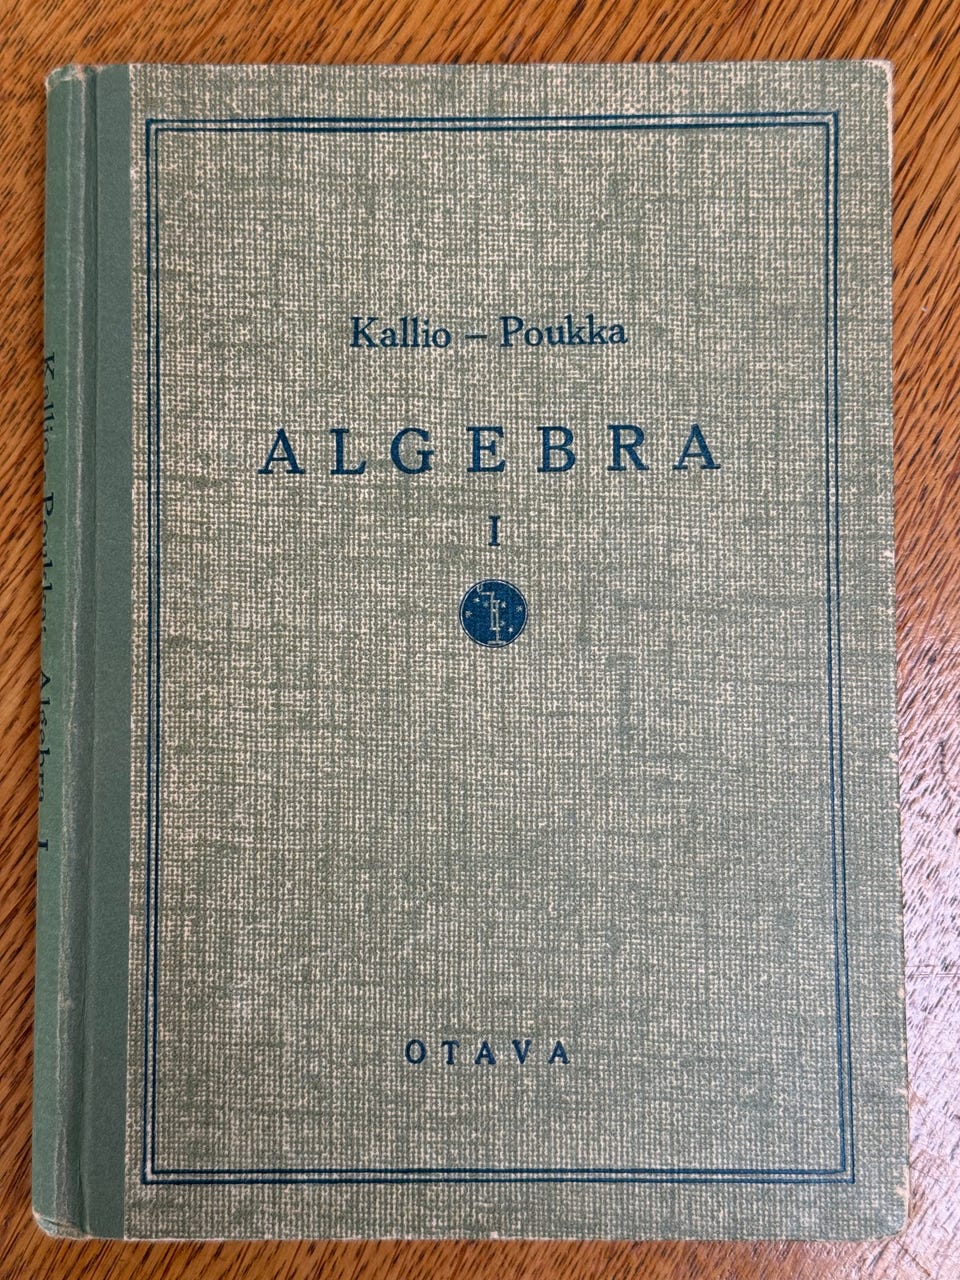 Kallio – Poukka
ALGEBRA
I
OTAVA
Kallio – Poukka: Algebra I